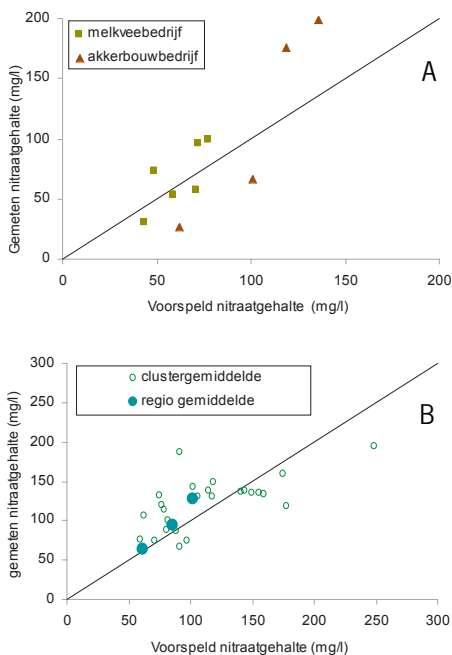 200
melkveebedrijf
akkerbouwbedrijf
A
150
100
50
0
Gemeten nitraatgehalte (mg/l)
0 50 100 150 200
Voorspeld nitraatgehalte (mg/l)
300
clustergemiddelde
regio gemiddelde
B
250
200
150
100
50
0
gemeten nitraatgehalte (mg/l)
0 50 100 150 200 250 300
Voorspeld nitraatgehalte (mg/l)